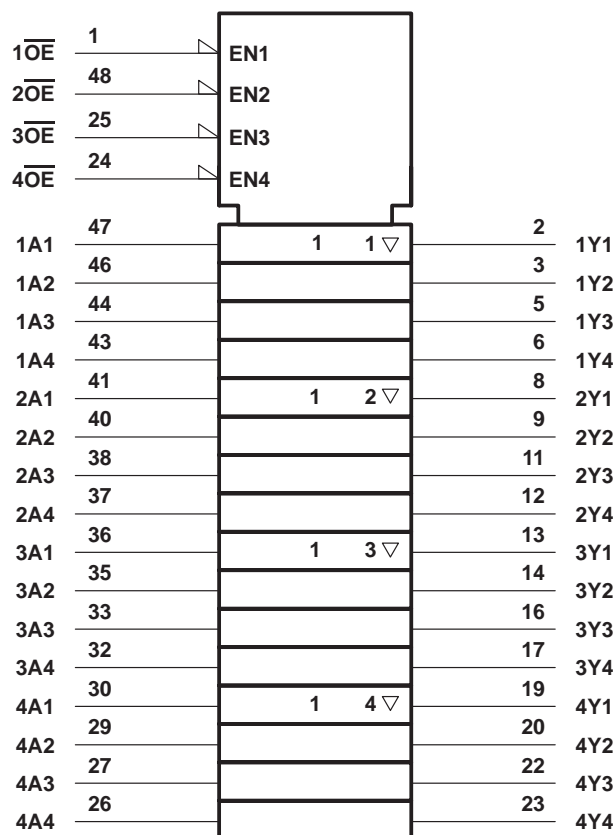 1O̅E̅ 1 EN1
2O̅E̅ 48 EN2
3O̅E̅ 25 EN3
4O̅E̅ 24 EN4
1A1 47 1 1 ▽ 2 1Y1
1A2 46 3 1Y2
1A3 44 5 1Y3
1A4 43 6 1Y4
2A1 41 1 2 ▽ 8 2Y1
2A2 40 9 2Y2
2A3 38 11 2Y3
2A4 37 12 2Y4
3A1 36 1 3 ▽ 13 3Y1
3A2 35 14 3Y2
3A3 33 16 3Y3
3A4 32 17 3Y4
4A1 30 1 4 ▽ 19 4Y1
4A2 29 20 4Y2
4A3 27 22 4Y3
4A4 26 23 4Y4